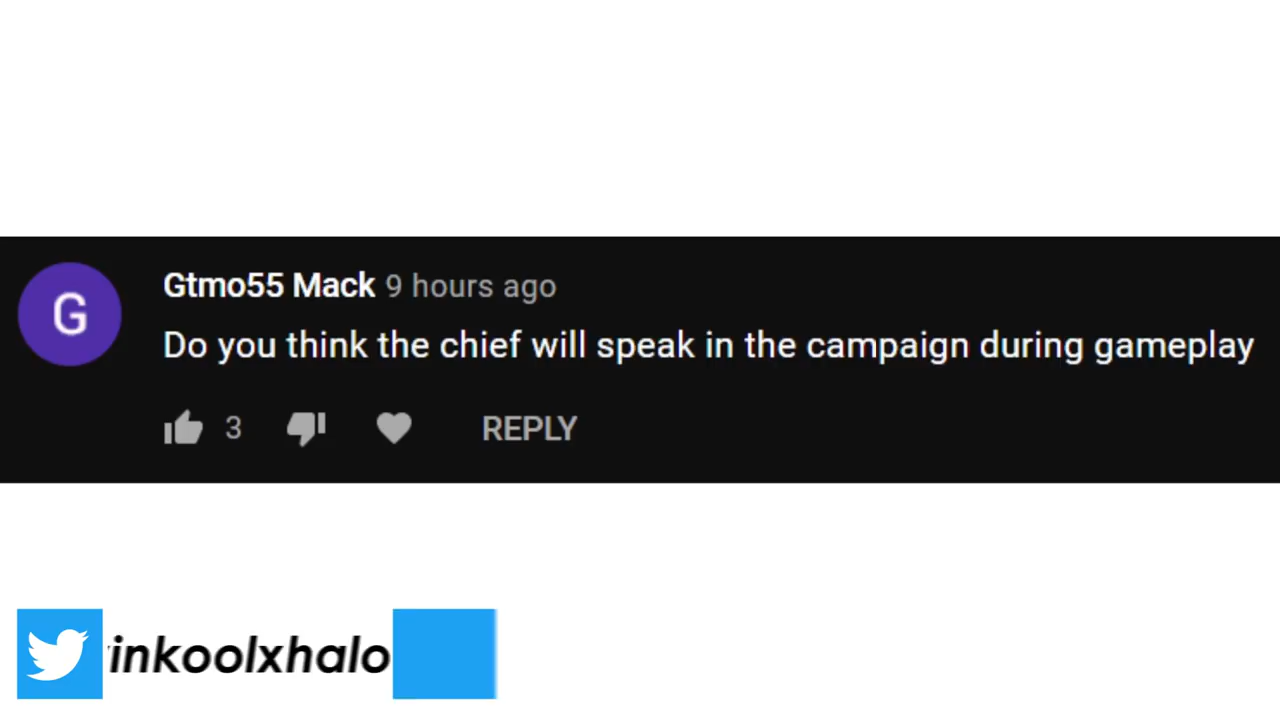 G
Gtmo55 Mack 9 hours ago
Do you think the chief will speak in the campaign during gameplay
3 REPLY
inkoolxhalo